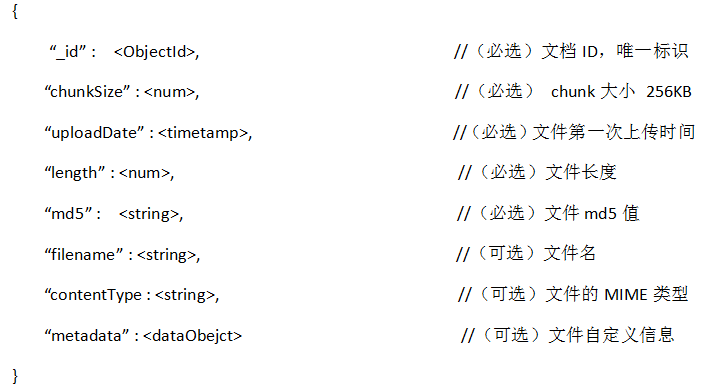 {
“_id” : <ObjectId>, //（必选）文档 ID，唯一标识
“chunkSize” : <num>, //（必选） chunk 大小 256KB
“uploadDate” : <timetamp>, //（必选）文件第一次上传时间
“length” : <num>, //（必选）文件长度
“md5” : <string>, //（必选）文件 md5 值
“filename” : <string>, //（可选）文件名
“contentType : <string>, //（可选）文件的 MIME 类型
“metadata” : <dataObejct> //（可选）文件自定义信息
}